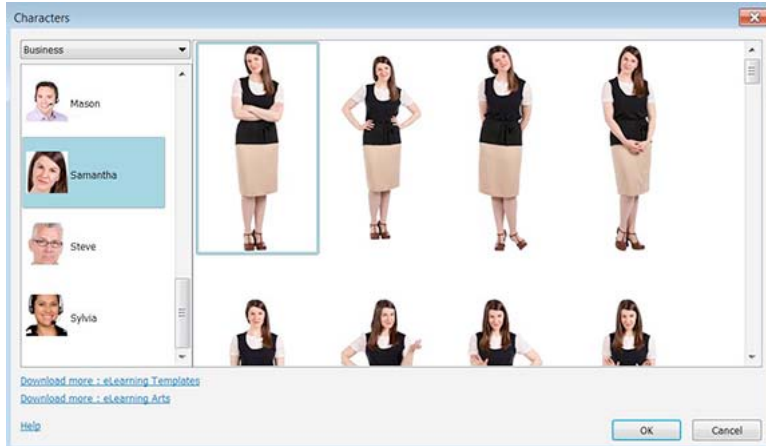 Characters
Business
Mason
Samantha
Steve
Sylvia
Download more : eLearning Templates
Download more : eLearning Arts
Help
OK
Cancel